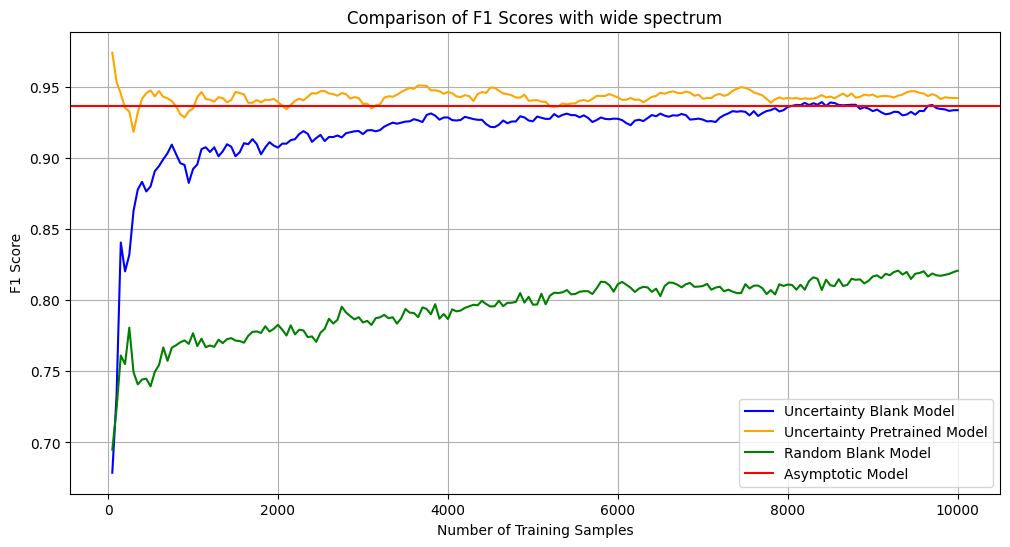 Comparison of F1 Scores with wide spectrum
F1 Score
0.95
0.90
0.85
0.80
0.75
0.70
0
2000
4000
6000
8000
10000
Number of Training Samples
Uncertainty Blank Model
Uncertainty Pretrained Model
Random Blank Model
Asymptotic Model